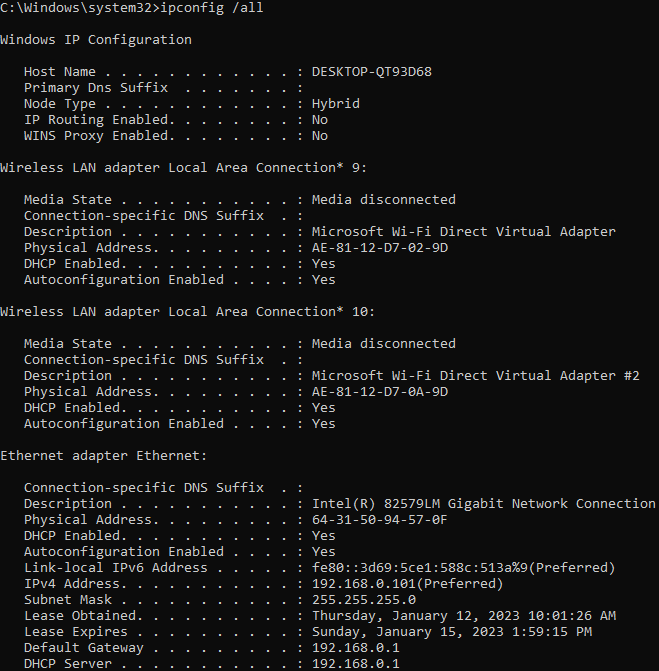 C:\Windows\system32>ipconfig /all
Windows IP Configuration
Host Name . . . . . . . . . . . . : DESKTOP-QT93D68
Primary Dns Suffix  . . . . . . . :
Node Type . . . . . . . . . . . . : Hybrid
IP Routing Enabled. . . . . . . . : No
WINS Proxy Enabled. . . . . . . . : No
Wireless LAN adapter Local Area Connection* 9:
Media State . . . . . . . . . . . : Media disconnected
Connection-specific DNS Suffix  . :
Description . . . . . . . . . . . : Microsoft Wi-Fi Direct Virtual Adapter
Physical Address. . . . . . . . . : AE-81-12-D7-02-9D
DHCP Enabled. . . . . . . . . . . : Yes
Autoconfiguration Enabled . . . . : Yes
Wireless LAN adapter Local Area Connection* 10:
Media State . . . . . . . . . . . : Media disconnected
Connection-specific DNS Suffix  . :
Description . . . . . . . . . . . : Microsoft Wi-Fi Direct Virtual Adapter #2
Physical Address. . . . . . . . . : AE-81-12-D7-0A-9D
DHCP Enabled. . . . . . . . . . . : Yes
Autoconfiguration Enabled . . . . : Yes
Ethernet adapter Ethernet:
Connection-specific DNS Suffix  . :
Description . . . . . . . . . . . : Intel(R) 82579LM Gigabit Network Connection
Physical Address. . . . . . . . . : 64-31-50-94-57-0F
DHCP Enabled. . . . . . . . . . . : Yes
Autoconfiguration Enabled . . . . : Yes
Link-local IPv6 Address . . . . . : fe80::3d69:5ce1:588c:513a%9(Preferred)
IPv4 Address. . . . . . . . . . . : 192.168.0.101(Preferred)
Subnet Mask . . . . . . . . . . . : 255.255.255.0
Lease Obtained. . . . . . . . . . : Thursday, January 12, 2023 10:01:26 AM
Lease Expires . . . . . . . . . . : Sunday, January 15, 2023 1:59:15 PM
Default Gateway . . . . . . . . . : 192.168.0.1
DHCP Server . . . . . . . . . . . : 192.168.0.1